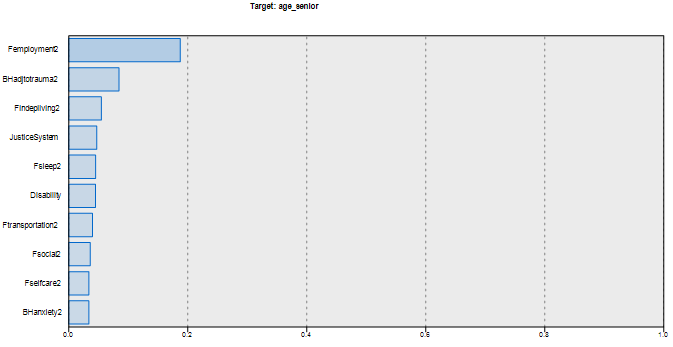 Target: age_senior
Femployment2
BHadjtotrauma2
Findepliving2
JusticeSystem
Fsleep2
Disability
Ftransportation2
Fsocial2
Fselfcare2
BHanxiety2
0.0 0.2 0.4 0.6 0.8 1.0